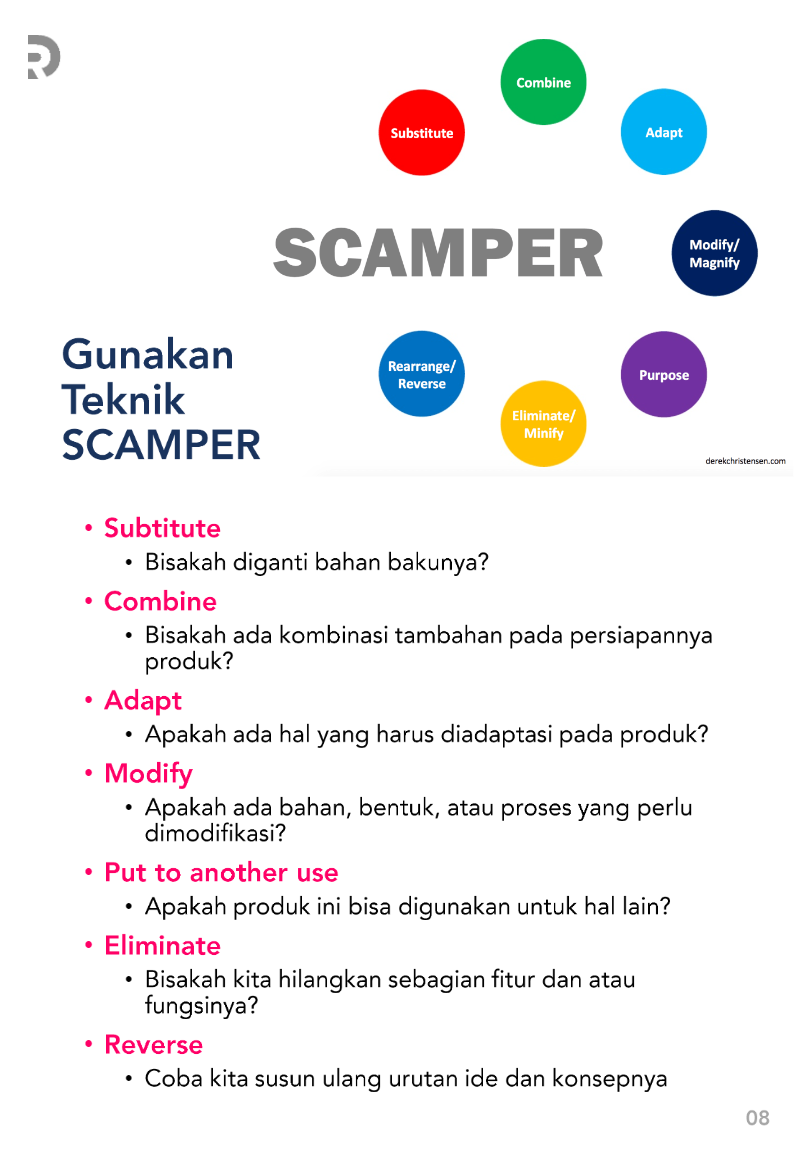 Combine
Substitute
Adapt
SCAMPER
Modify/
Magnify
Rearrange/
Reverse
Purpose
Eliminate/
Minify
derekchristensen.com
Gunakan
Teknik
SCAMPER
• Subtitute
• Bisakah diganti bahan bakunya?
• Combine
• Bisakah ada kombinasi tambahan pada persiapannya
produk?
• Adapt
• Apakah ada hal yang harus diadaptasi pada produk?
• Modify
• Apakah ada bahan, bentuk, atau proses yang perlu
dimodifikasi?
• Put to another use
• Apakah produk ini bisa digunakan untuk hal lain?
• Eliminate
• Bisakah kita hilangkan sebagian fitur dan atau
fungsinya?
• Reverse
• Coba kita susun ulang urutan ide dan konsepnya
08